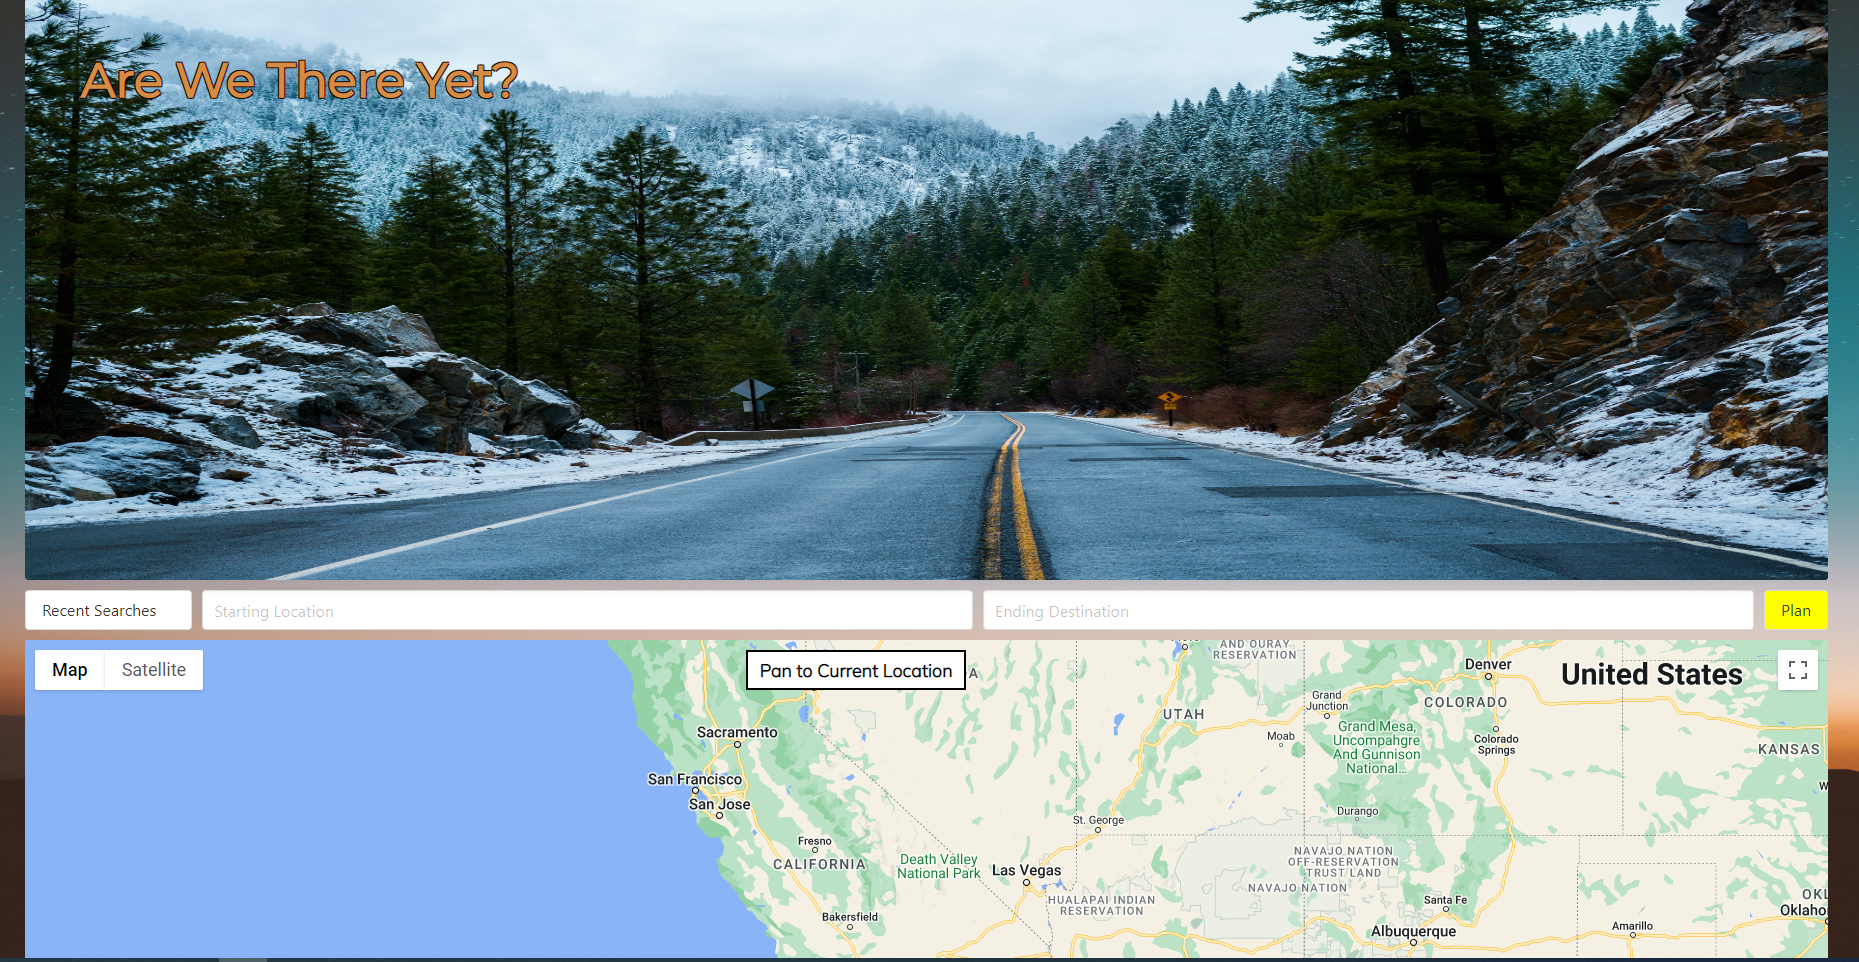 Are We There Yet?
Recent Searches
Starting Location
Ending Destination
Plan
Map
Satellite
Pan to Current Location
A
AND OURAY
RESERVATION
Denver
United States
Grand
Junction
COLORADO
UTAH
Sacramento
Moab
Grand Mesa,
Uncompahgre
And Gunnison
National...
Colorado
Springs
KANSAS
San Francisco
San Jose
St. George
Durango
Fresno
CALIFORNIA
Death Valley
National Park
Las Vegas
NAVAJO NATION
OFF-RESERVATION
TRUST LAND
NAVAJO NATION
HUALAPAI INDIAN
RESERVATION
Santa Fe
OKL
Oklaho
Bakersfield
Albuquerque
Amarillo